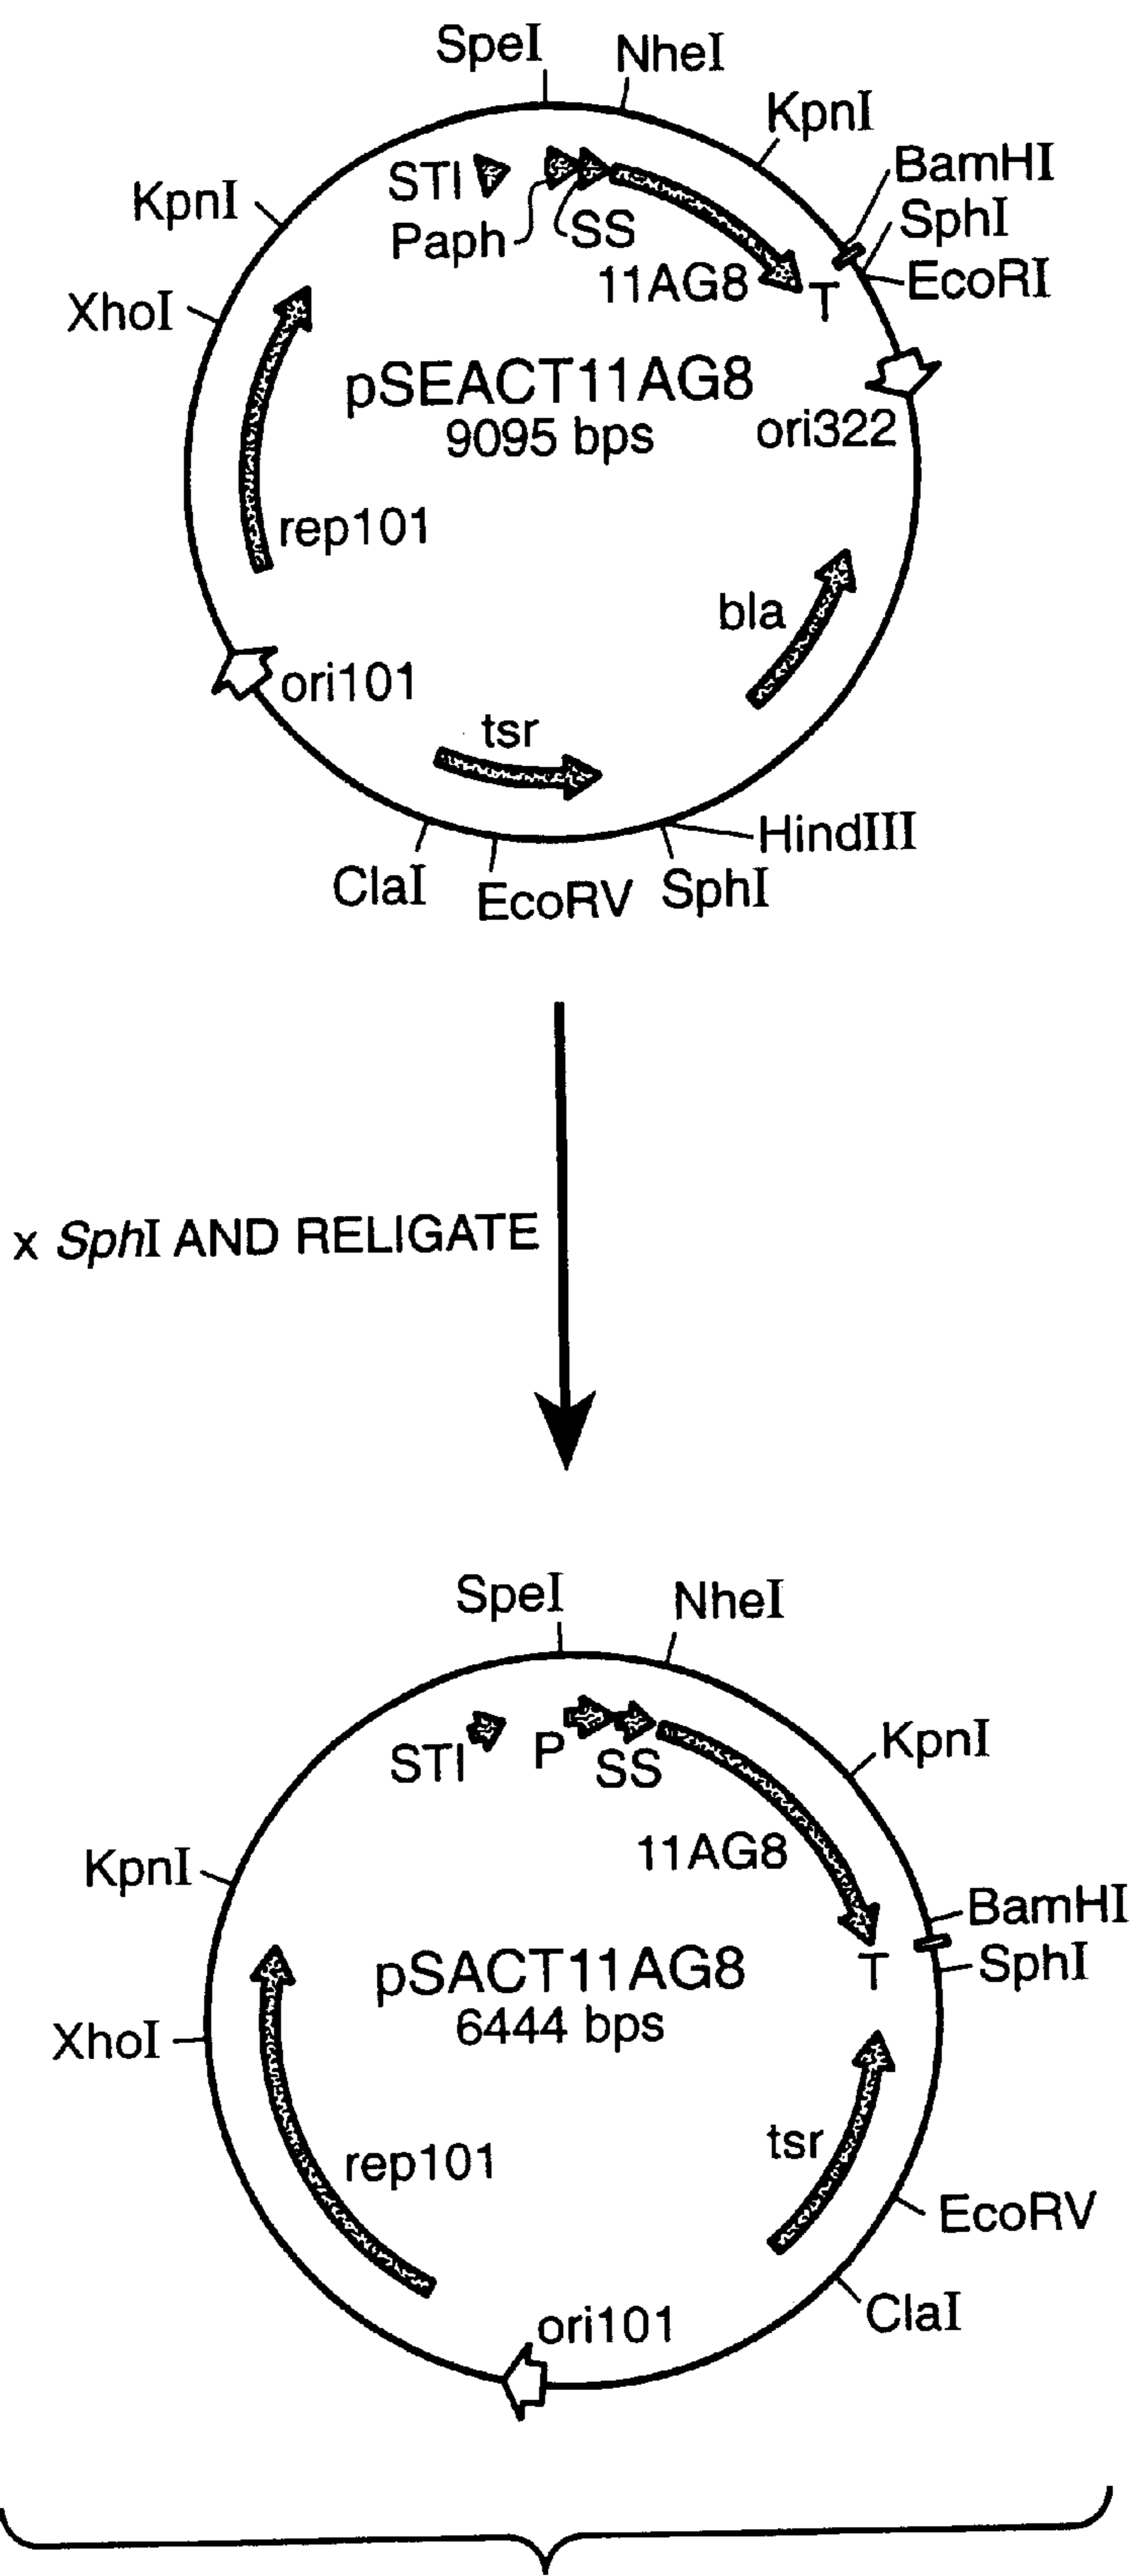 SpeI
NheI
KpnI
BamHI
SphI
EcoRI
KpnI
STI
Paph
SS
11AG8
T
XhoI
pSEACT11AG8
9095 bps
ori322
rep101
bla
ori101
tsr
HindIII
ClaI
EcoRV
SphI
x SphI AND RELIGATE
SpeI
NheI
KpnI
STI
P
SS
11AG8
KpnI
BamHI
T
SphI
pSACT11AG8
6444 bps
XhoI
tsr
rep101
EcoRV
ClaI
ori101